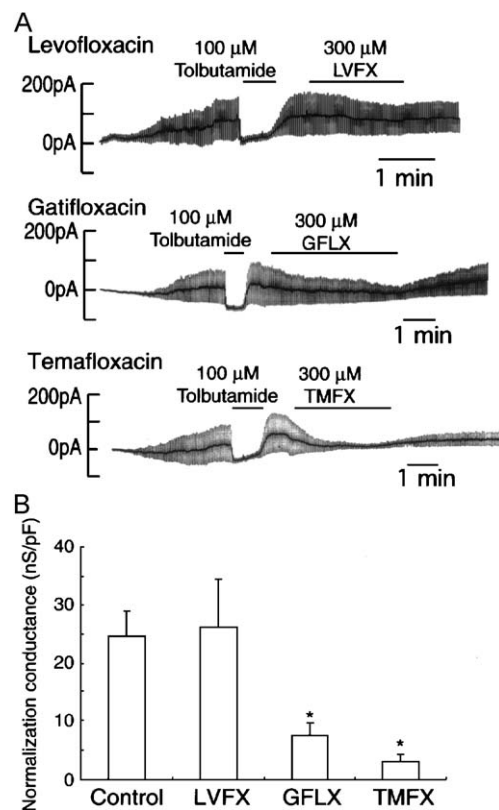 A
Levofloxacin
100 μM 300 μM
200pA Tolbutamide LVFX
0pA
1 min
Gatifloxacin
100 μM 300 μM
200pA Tolbutamide GFLX
0pA
1 min
Temafloxacin
100 μM 300 μM
200pA Tolbutamide TMFX
0pA
1 min
B
Normalization conductance (nS/pF)
40
30
20
10
0
* *
Control LVFX GFLX TMFX